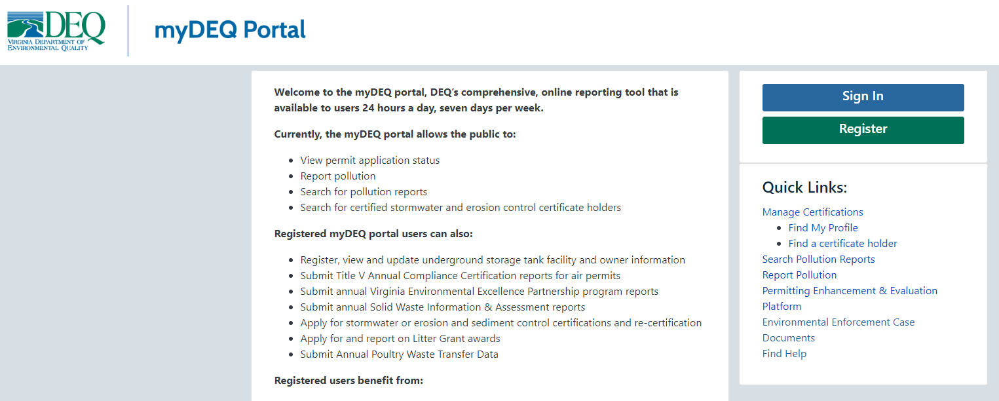 DEQ
VIRGINIA DEPARTMENT OF
ENVIRONMENTAL QUALITY
myDEQ Portal
Welcome to the myDEQ portal, DEQ's comprehensive, online reporting tool that is
available to users 24 hours a day, seven days per week.
Currently, the myDEQ portal allows the public to:
View permit application status
Report pollution
Search for pollution reports
Search for certified stormwater and erosion control certificate holders
Registered myDEQ portal users can also:
Register, view and update underground storage tank facility and owner information
Submit Title V Annual Compliance Certification reports for air permits
Submit annual Virginia Environmental Excellence Partnership program reports
Submit annual Solid Waste Information & Assessment reports
Apply for stormwater or erosion and sediment control certifications and re-certification
Apply for and report on Litter Grant awards
Submit Annual Poultry Waste Transfer Data
Registered users benefit from:
Sign In
Register
Quick Links:
Manage Certifications
Find My Profile
Find a certificate holder
Search Pollution Reports
Report Pollution
Permitting Enhancement & Evaluation
Platform
Environmental Enforcement Case
Documents
Find Help